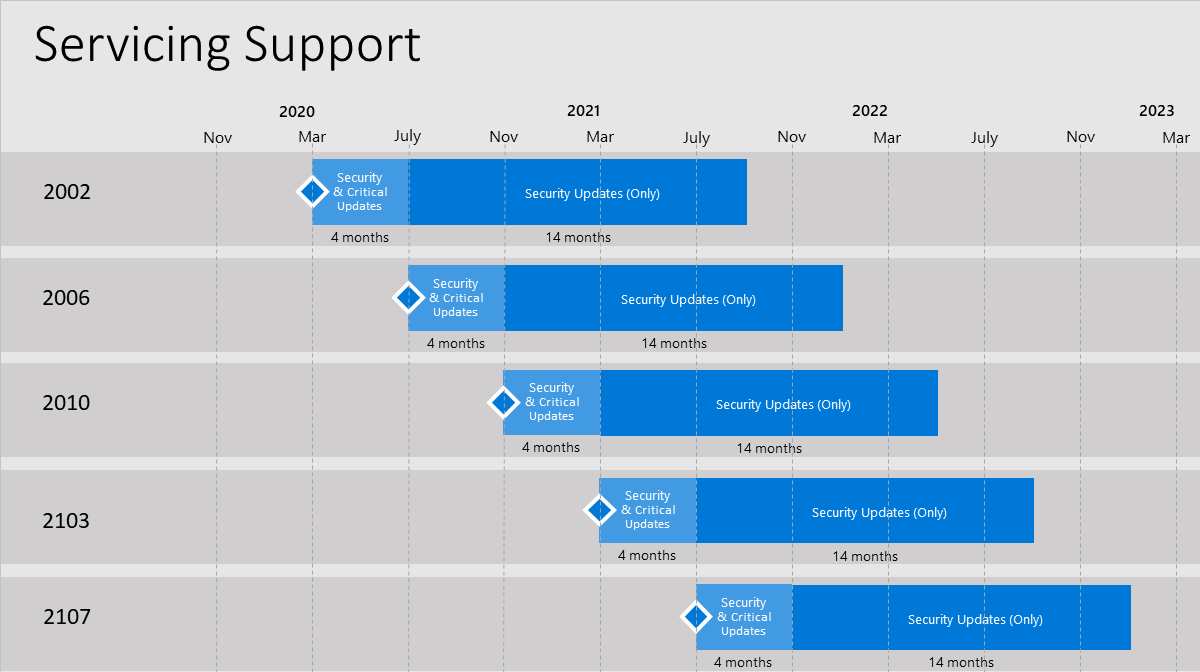 Servicing Support
2020 2021 2022 2023
Nov Mar July Nov Mar July Nov Mar July Nov Mar
2002
Security
& Critical
Updates
Security Updates (Only)
4 months 14 months
2006
Security
& Critical
Updates
Security Updates (Only)
4 months 14 months
2010
Security
& Critical
Updates
Security Updates (Only)
4 months 14 months
2103
Security
& Critical
Updates
Security Updates (Only)
4 months 14 months
2107
Security
& Critical
Updates
Security Updates (Only)
4 months 14 months